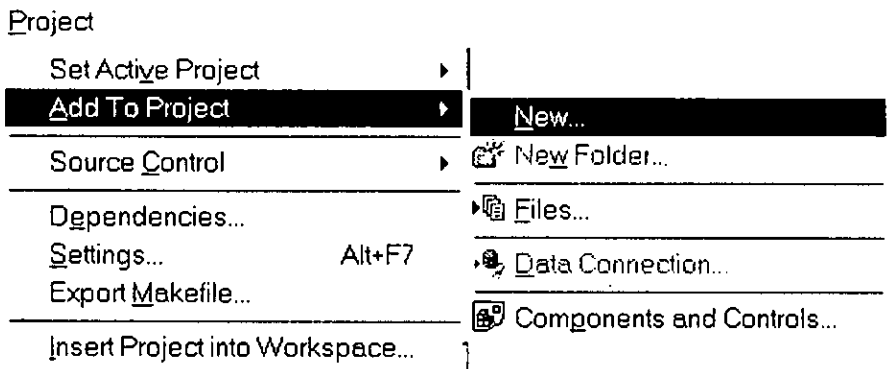 Project
Set Active Project
Add To Project
Source Control
Dependencies...
Settings... Alt+F7
Export Makefile...
Insert Project into Workspace...
New...
New Folder...
Files...
Data Connection...
Components and Controls...